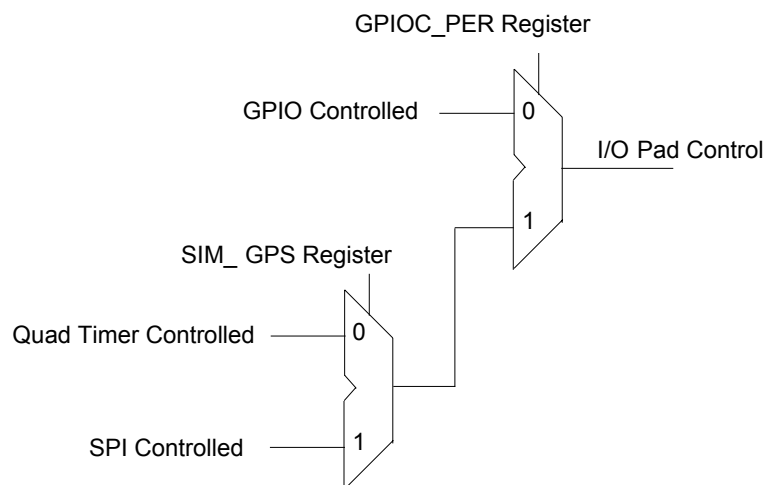 GPIOC_PER Register
GPIO Controlled
0
I/O Pad Control
1
SIM_ GPS Register
Quad Timer Controlled
0
SPI Controlled
1